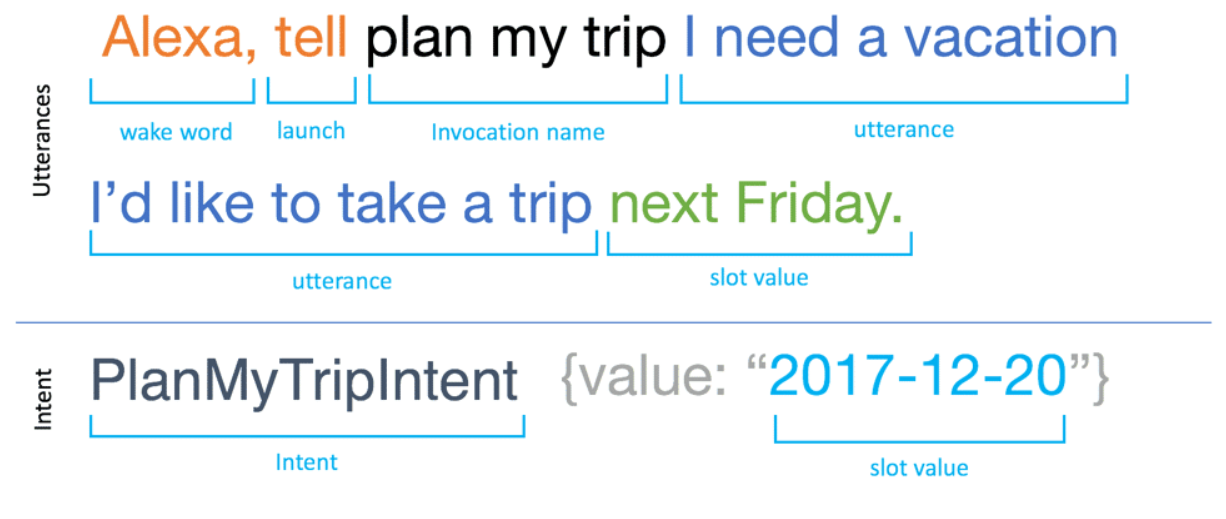 Alexa, tell plan my trip I need a vacation
wake word launch Invocation name utterance
Utterances
I’d like to take a trip next Friday.
utterance slot value
PlanMyTripIntent {value: “2017-12-20”}
Intent
Intent slot value